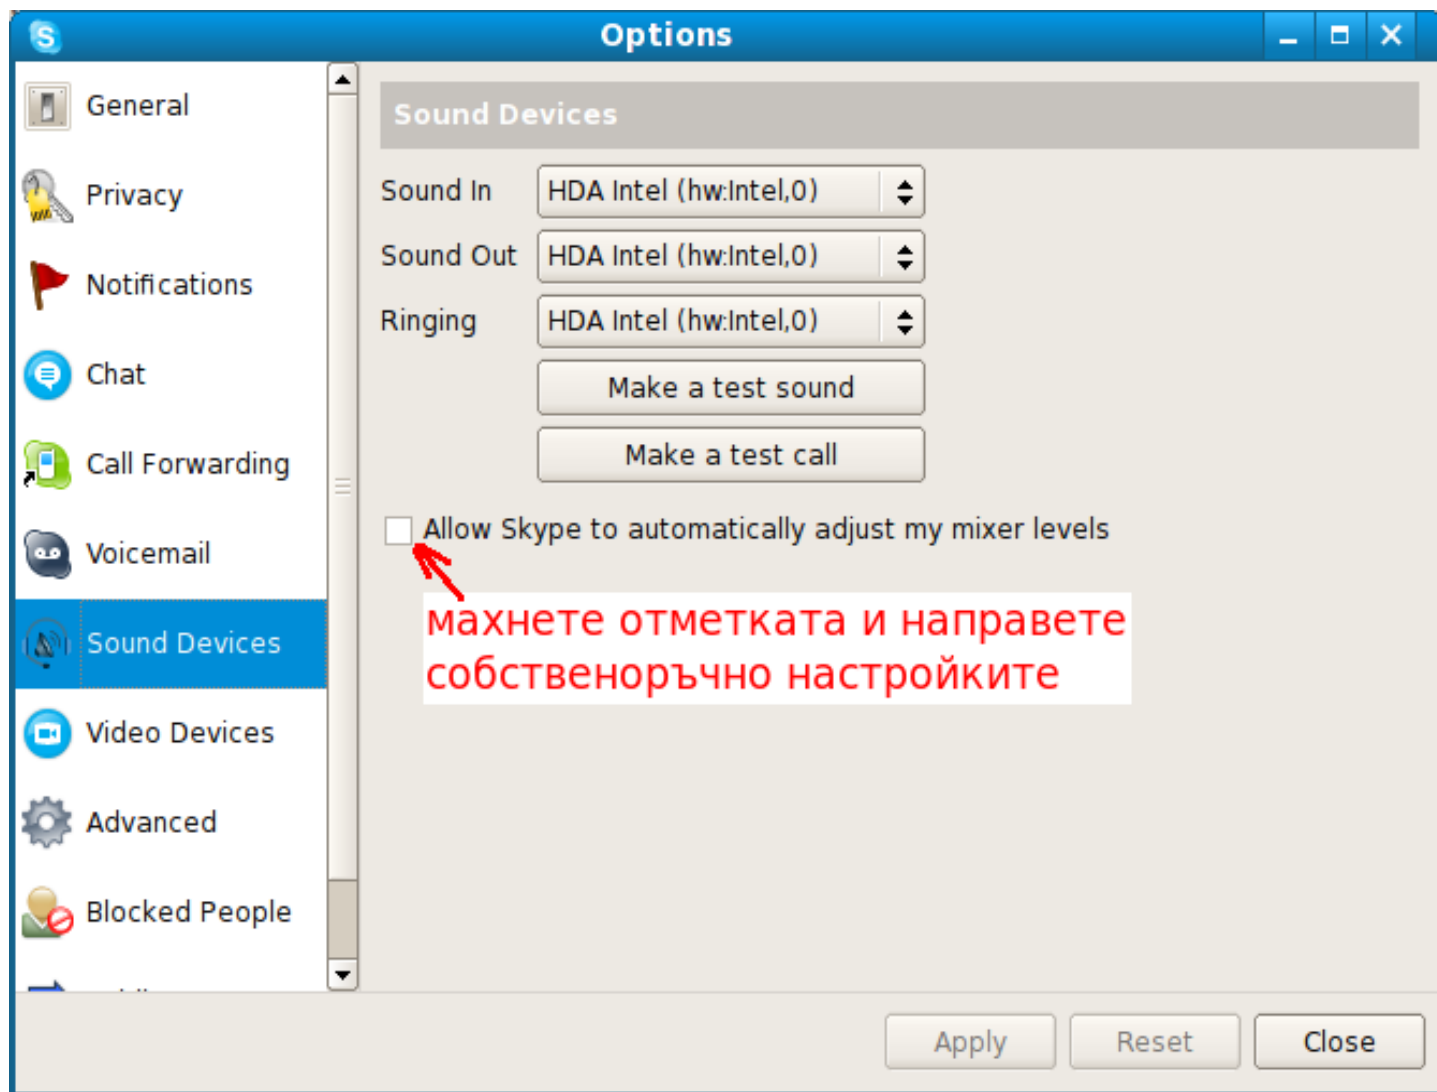 Options
General
Privacy
Notifications
Chat
Call Forwarding
Voicemail
Sound Devices
Video Devices
Advanced
Blocked People
Sound Devices
Sound In HDA Intel (hw:Intel,0)
Sound Out HDA Intel (hw:Intel,0)
Ringing HDA Intel (hw:Intel,0)
Make a test sound
Make a test call
Allow Skype to automatically adjust my mixer levels
махнете отметката и направете
собственоръчно настройките
Apply Reset Close